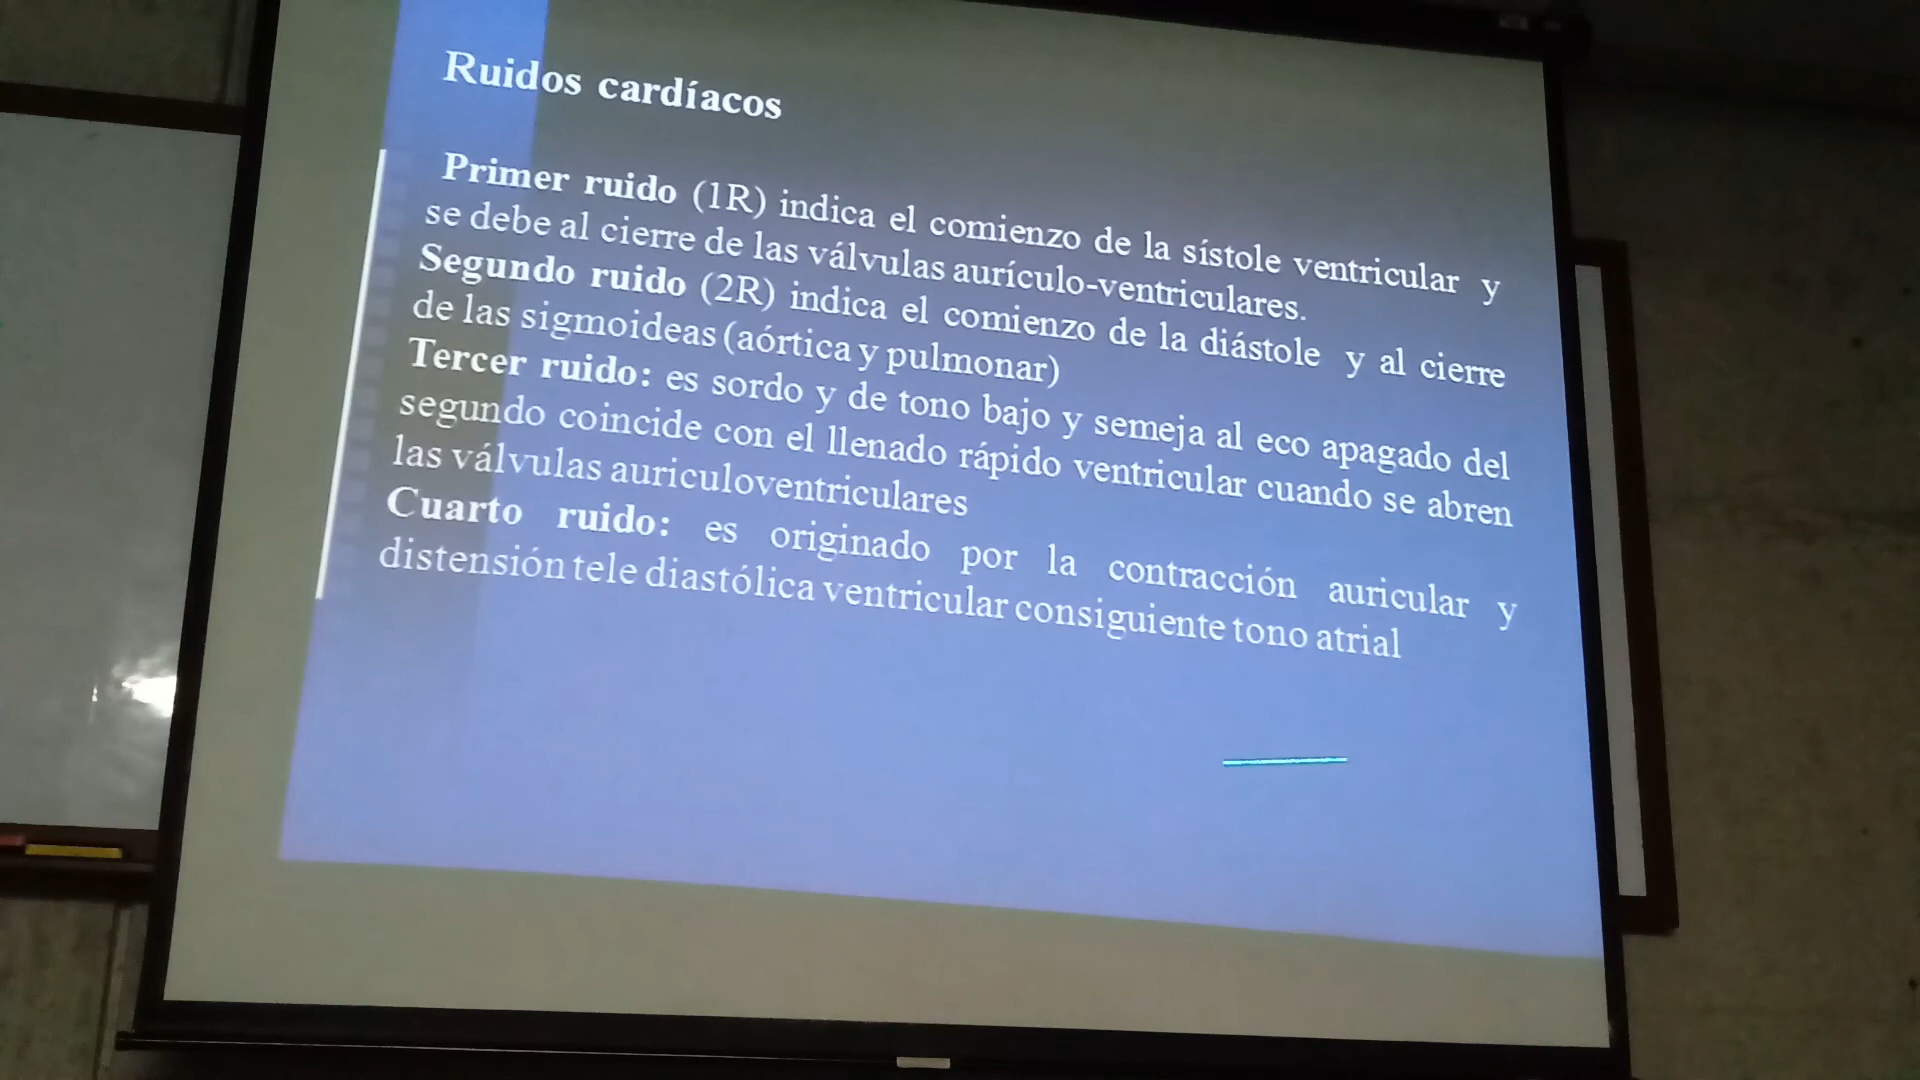 Ruidos cardíacos
Primer ruido (1R) indica el comienzo de la sístole ventricular y
se debe al cierre de las válvulas aurículo-ventriculares.
Segundo ruido (2R) indica el comienzo de la diástole y al cierre
de las sigmoideas (aórtica y pulmonar)
Tercer ruido: es sordo y de tono bajo y semeja al eco apagado del
segundo coincide con el llenado rápido ventricular cuando se abren
las válvulas auriculoventriculares
Cuarto ruido: es originado por la contracción auricular y
distensión tele diastólica ventricular consiguiente tono atrial